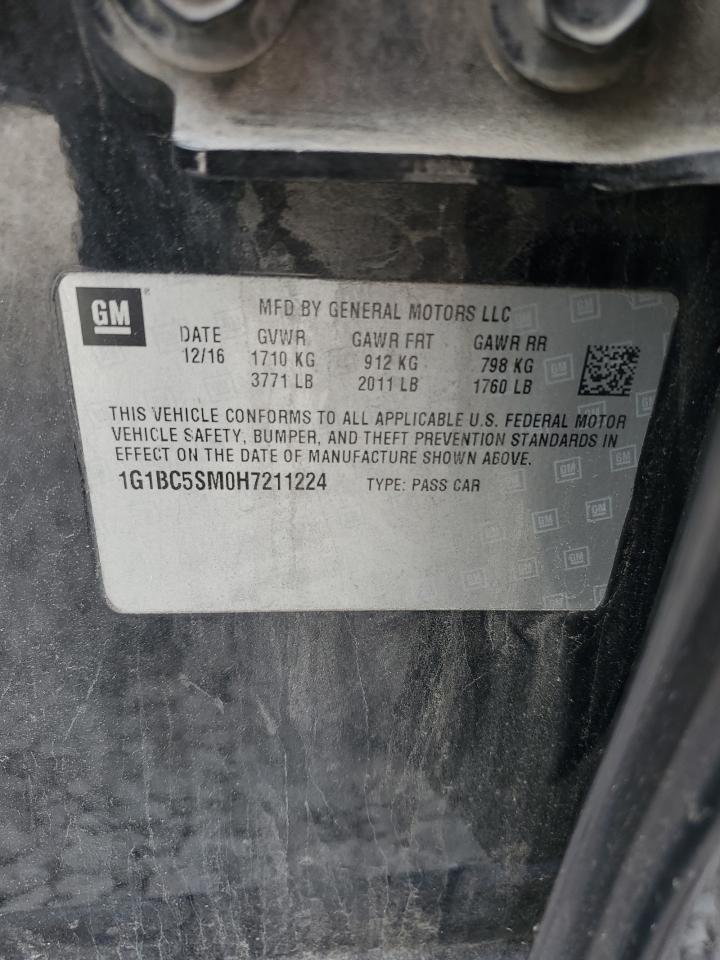 GM
MFD BY GENERAL MOTORS LLC
DATE GVWR GAWR FRT GAWR RR
12/16 1710 KG 912 KG 798 KG
3771 LB 2011 LB 1760 LB
THIS VEHICLE CONFORMS TO ALL APPLICABLE U.S. FEDERAL MOTOR
VEHICLE SAFETY, BUMPER, AND THEFT PREVENTION STANDARDS IN
EFFECT ON THE DATE OF MANUFACTURE SHOWN ABOVE.
1G1BC5SM0H7211224 TYPE: PASS CAR